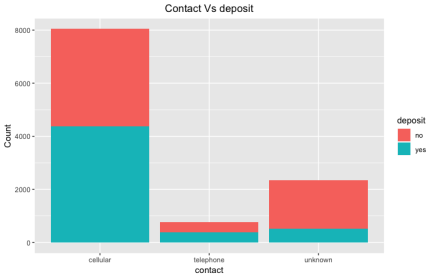 Contact Vs deposit
8000
6000
4000
2000
0
Count
cellular
telephone
unknown
contact
deposit
no
yes